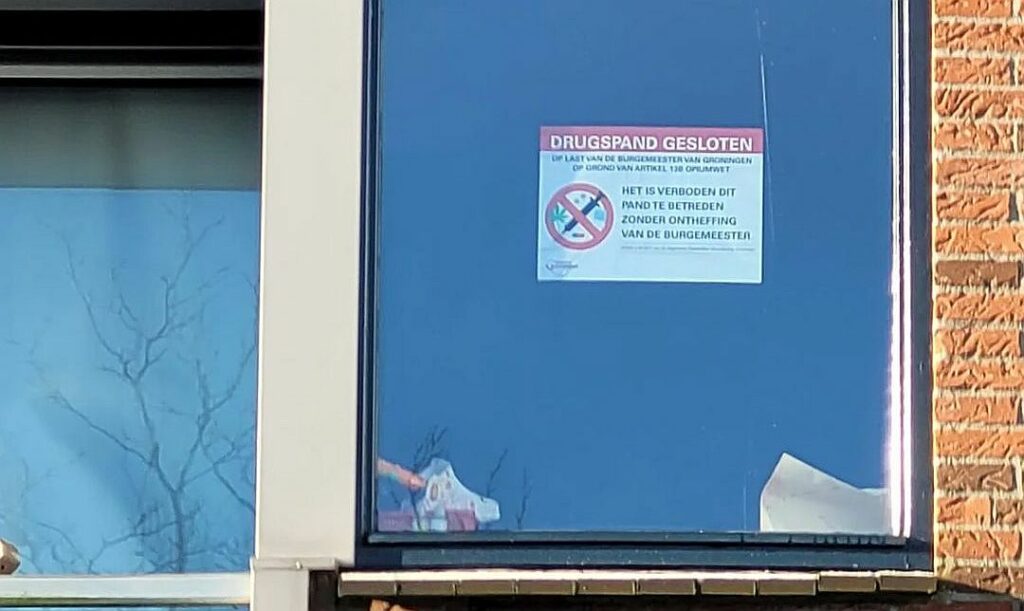 DRUGSPAND GESLOTEN
OP LAST VAN DE BURGEMEESTER VAN GRONINGEN
OP GROND VAN ARTIKEL 13B OPIUMWET
HET IS VERBODEN DIT
PAND TE BETREDEN
ZONDER ONTHEFFING
VAN DE BURGEMEESTER